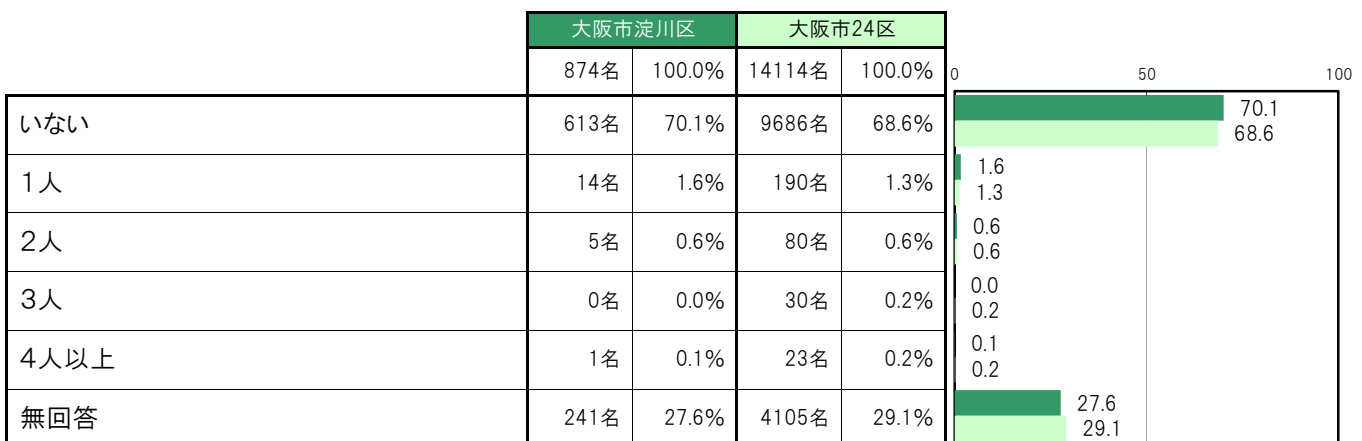 大阪市淀川区 大阪市24区
874名 100.0% 14114名 100.0% 0 50 100
いない 613名 70.1% 9686名 68.6% 70.1
68.6
1人 14名 1.6% 190名 1.3% 1.6
1.3
2人 5名 0.6% 80名 0.6% 0.6
0.6
3人 0名 0.0% 30名 0.2% 0.0
0.2
4人以上 1名 0.1% 23名 0.2% 0.1
0.2
無回答 241名 27.6% 4105名 29.1% 27.6
29.1